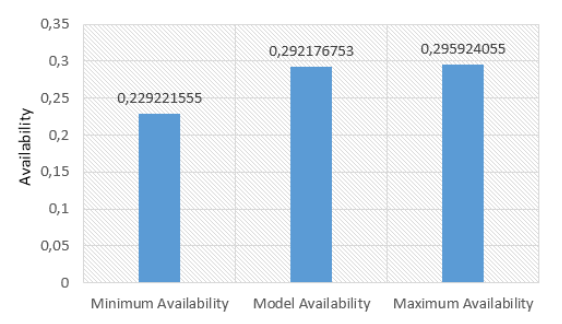 0,35
0,3
0,25
0,2
0,15
0,1
0,05
0
Availability
0,229221555
0,292176753
0,295924055
Minimum Availability
Model Availability
Maximum Availability